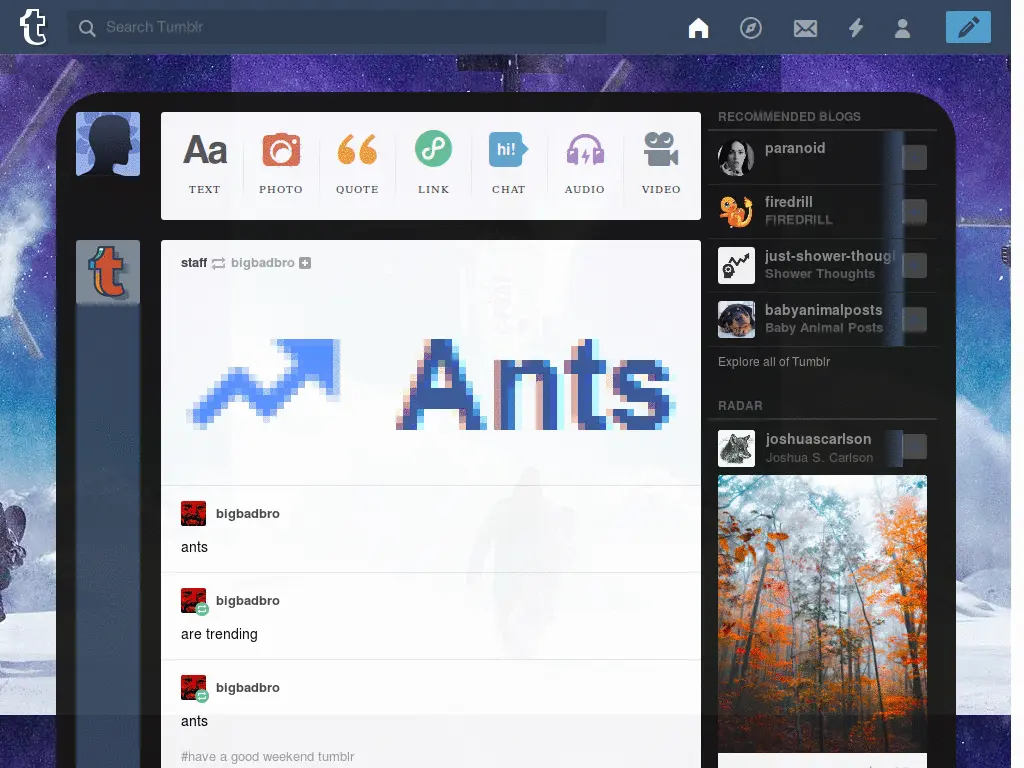 Search Tumblr
Aa
TEXT
PHOTO
QUOTE
LINK
hi!
CHAT
AUDIO
VIDEO
staff bigbadbro
Ants
bigbadbro
ants
bigbadbro
are trending
bigbadbro
ants
#have a good weekend tumblr
RECOMMENDED BLOGS
paranoid
firedrill
FIREDRILL
just-shower-thoug
Shower Thoughts
babyanimalposts
Baby Animal Posts
Explore all of Tumblr
RADAR
joshuascarlson
Joshua S. Carlson